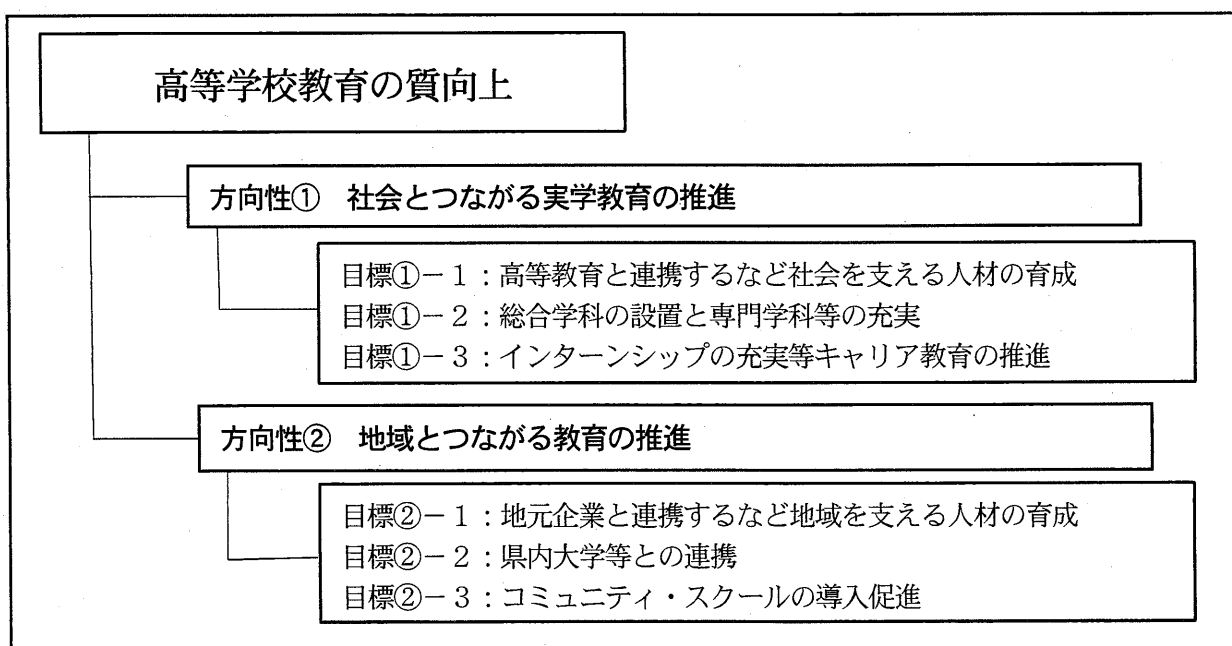 高等学校教育の質向上
方向性① 社会とつながる実学教育の推進
目標①－1：高等教育と連携するなど社会を支える人材の育成
目標①－2：総合学科の設置と専門学科等の充実
目標①－3：インターンシップの充実等キャリア教育の推進
方向性② 地域とつながる教育の推進
目標②－1：地元企業と連携するなど地域を支える人材の育成
目標②－2：県内大学等との連携
目標②－3：コミュニティ・スクールの導入促進